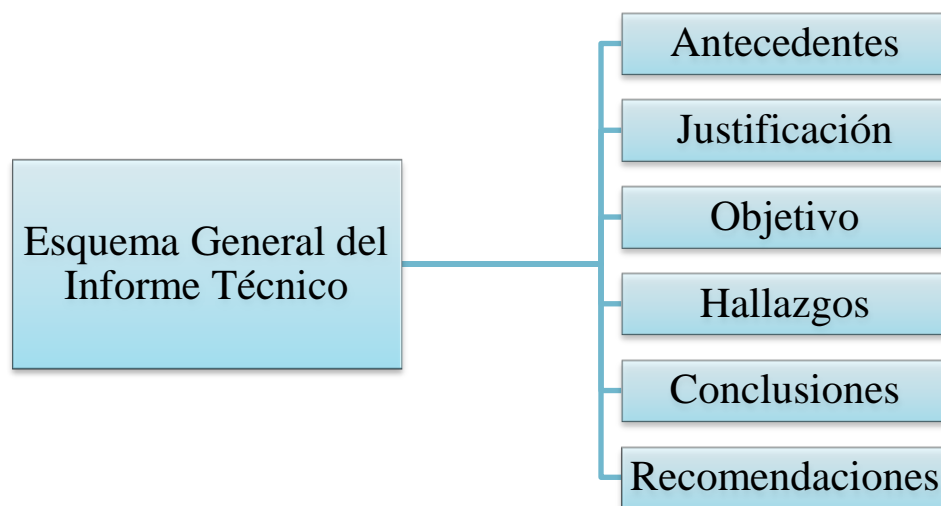 Esquema General del
Informe Técnico
Antecedentes
Justificación
Objetivo
Hallazgos
Conclusiones
Recomendaciones